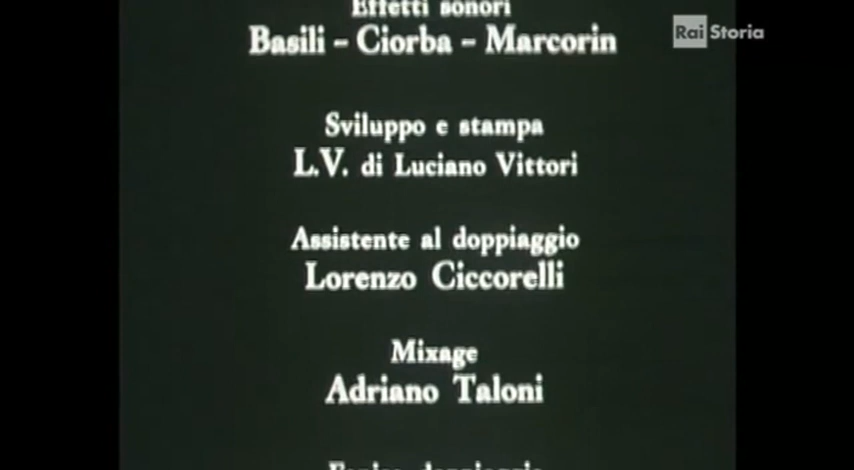 Effetti sonori
Basili - Ciorba - Marcorin
Rai Storia
Sviluppo e stampa
L.V. di Luciano Vittori
Assistente al doppiaggio
Lorenzo Ciccorelli
Mixage
Adriano Taloni
doppiaggio